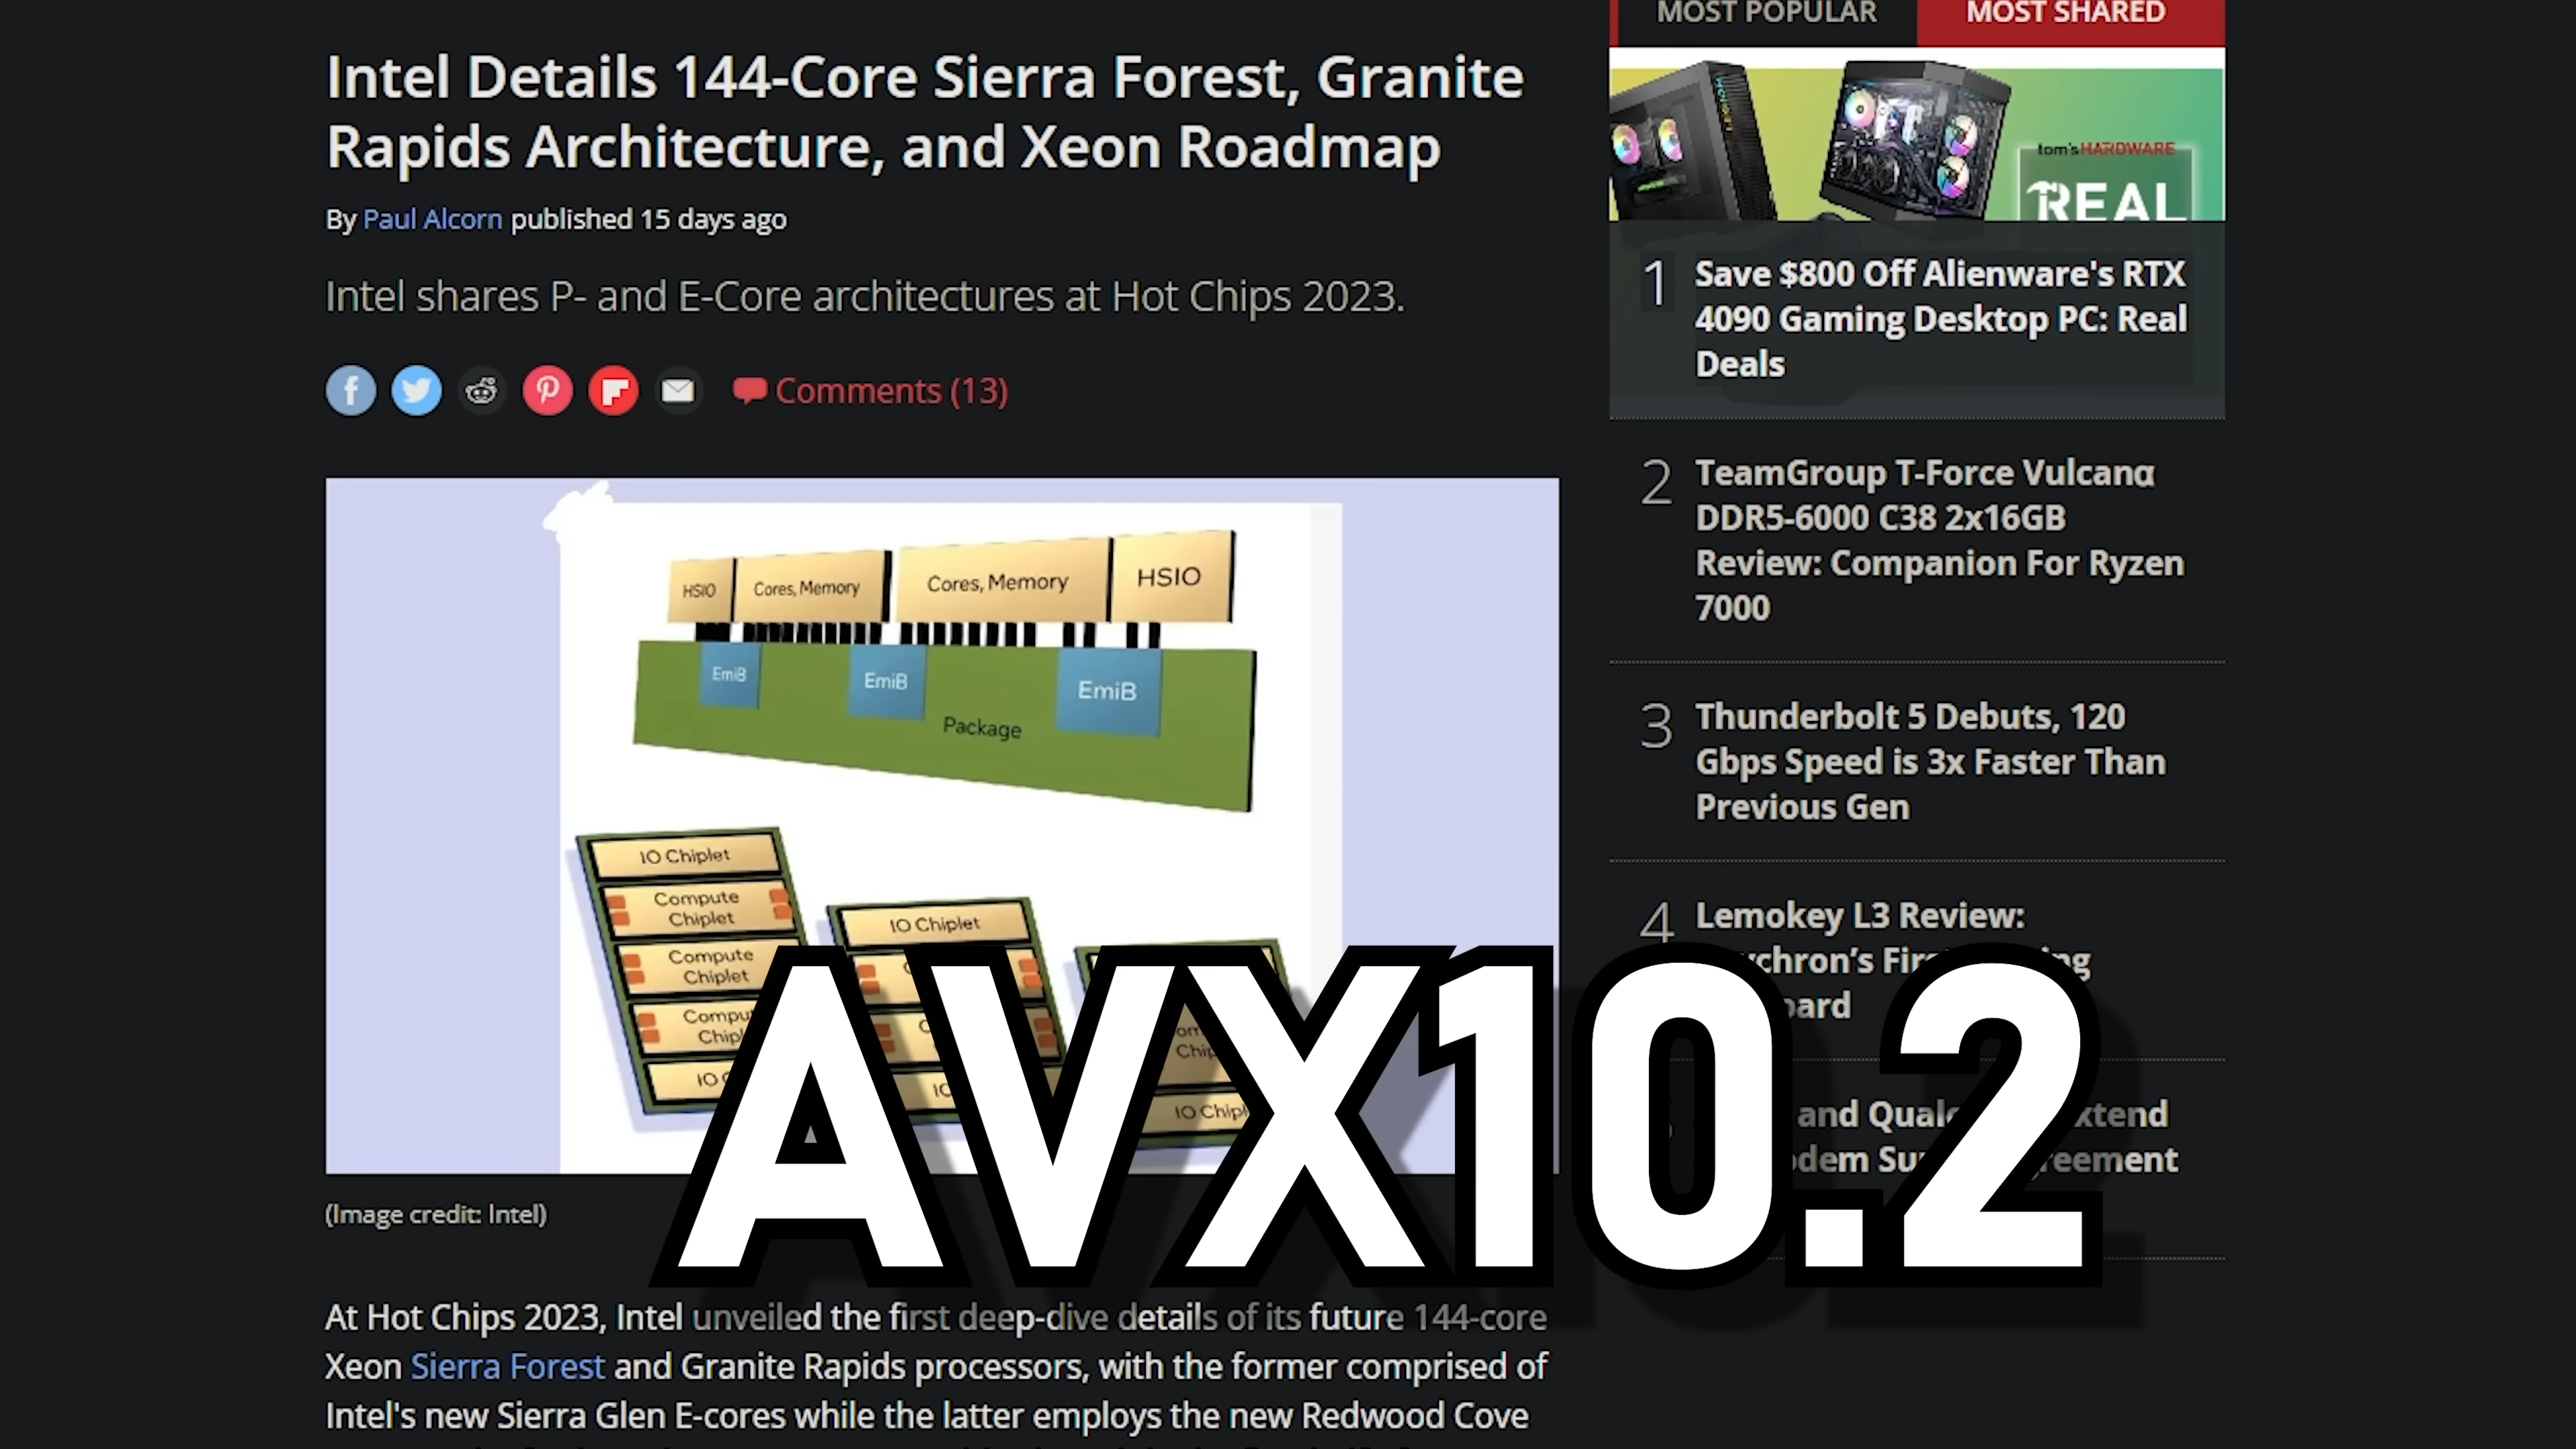 MOST POPULAR
MOST SHARED
Intel Details 144-Core Sierra Forest, Granite
Rapids Architecture, and Xeon Roadmap
By Paul Alcorn published 15 days ago
Intel shares P- and E-Core architectures at Hot Chips 2023.
Comments (13)
HSIO
Cores, Memory
Cores, Memory
HSIO
EmiB
EmiB
EmiB
Package
IO Chiplet
Compute
Chiplet
Compute
Chiplet
IO Chiplet
AVX10.2
(Image credit: Intel)
At Hot Chips 2023, Intel unveiled the first deep-dive details of its future 144-core
Xeon Sierra Forest and Granite Rapids processors, with the former comprised of
Intel's new Sierra Glen E-cores while the latter employs the new Redwood Cove
tom'sHARDWARE
REAL
1
Save $800 Off Alienware's RTX
4090 Gaming Desktop PC: Real
Deals
2
TeamGroup T-Force Vulcanα
DDR5-6000 C38 2x16GB
Review: Companion For Ryzen
7000
3
Thunderbolt 5 Debuts, 120
Gbps Speed is 3x Faster Than
Previous Gen
4
Lemokey L3 Review:
and